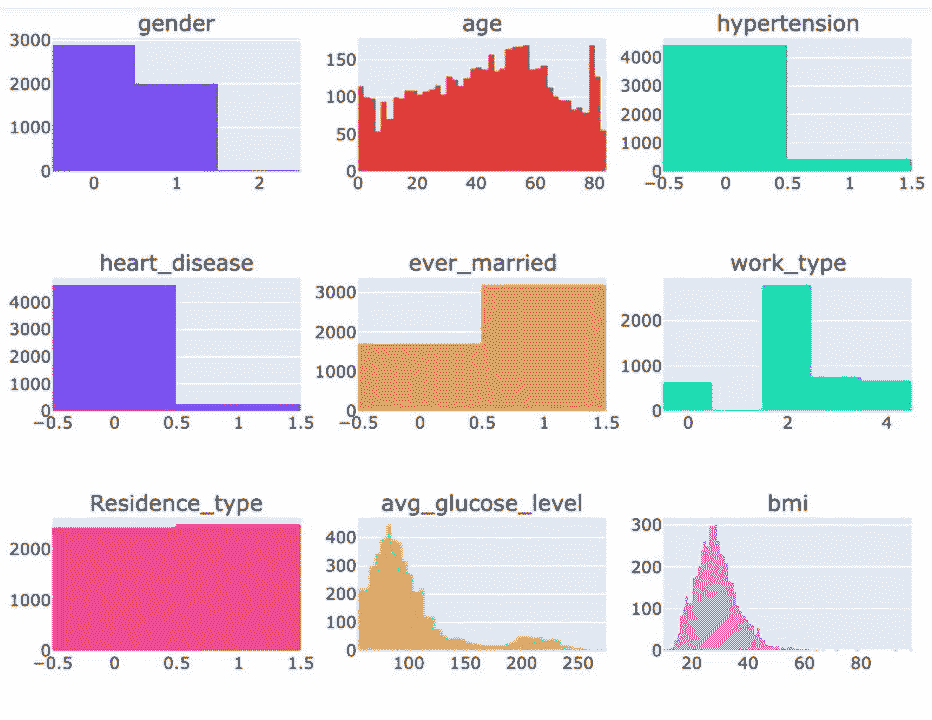 gender age hypertension
3000 150 4000
2000 100 3000
1000 50 2000
0 0 1000
0
0 1 2 0 20 40 60 80 −0.5 0 0.5 1 1.5
heart_disease ever_married work_type
4000 3000 2000
3000 2000 1000
2000 1000 0
1000 0
0
−0.5 0 0.5 1 1.5 −0.5 0 0.5 1 1.5 0 2 4
Residence_type avg_glucose_level bmi
2000 400 300
1000 300 200
0 200 100
100 0
0
−0.5 0 0.5 1 1.5 100 150 200 250 20 40 60 80